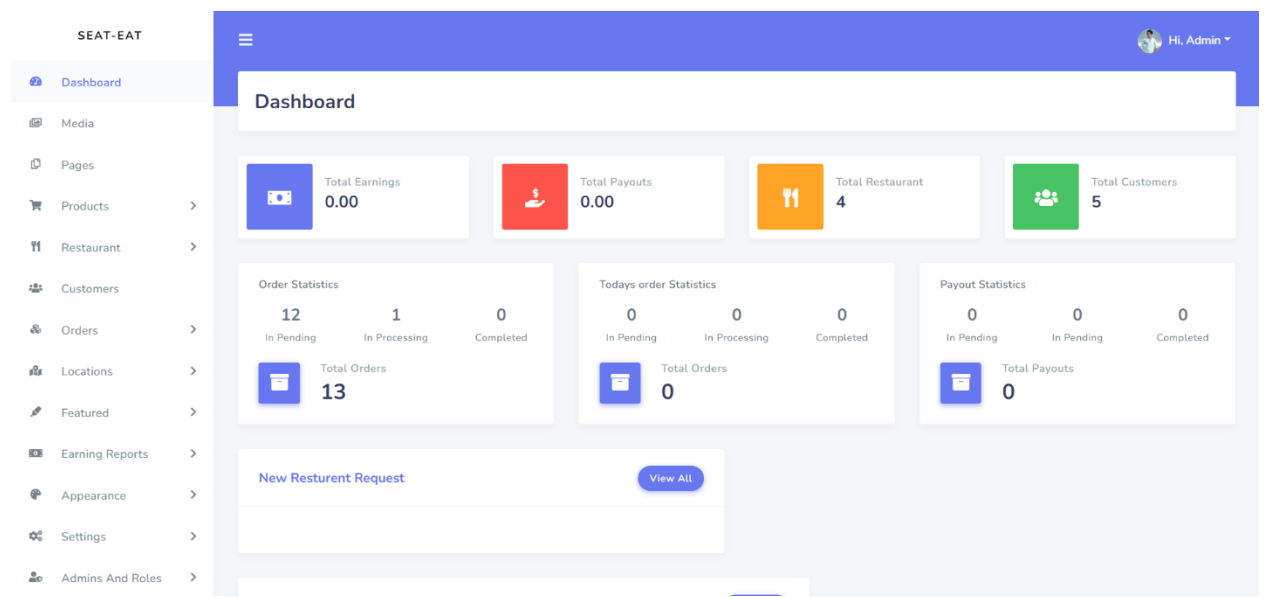 SEAT-EAT
Hi, Admin
Dashboard
Media
Pages
Products
Restaurant
Customers
Orders
Locations
Featured
Earning Reports
Appearance
Settings
Admins And Roles
Dashboard
Total Earnings
0.00
Total Payouts
0.00
Total Restaurant
4
Total Customers
5
Order Statistics
12 1 0
In Pending In Processing Completed
Total Orders
13
Todays order Statistics
0 0 0
In Pending In Processing Completed
Total Orders
0
Payout Statistics
0 0 0
In Pending In Pending Completed
Total Payouts
0
New Resturent Request
View All